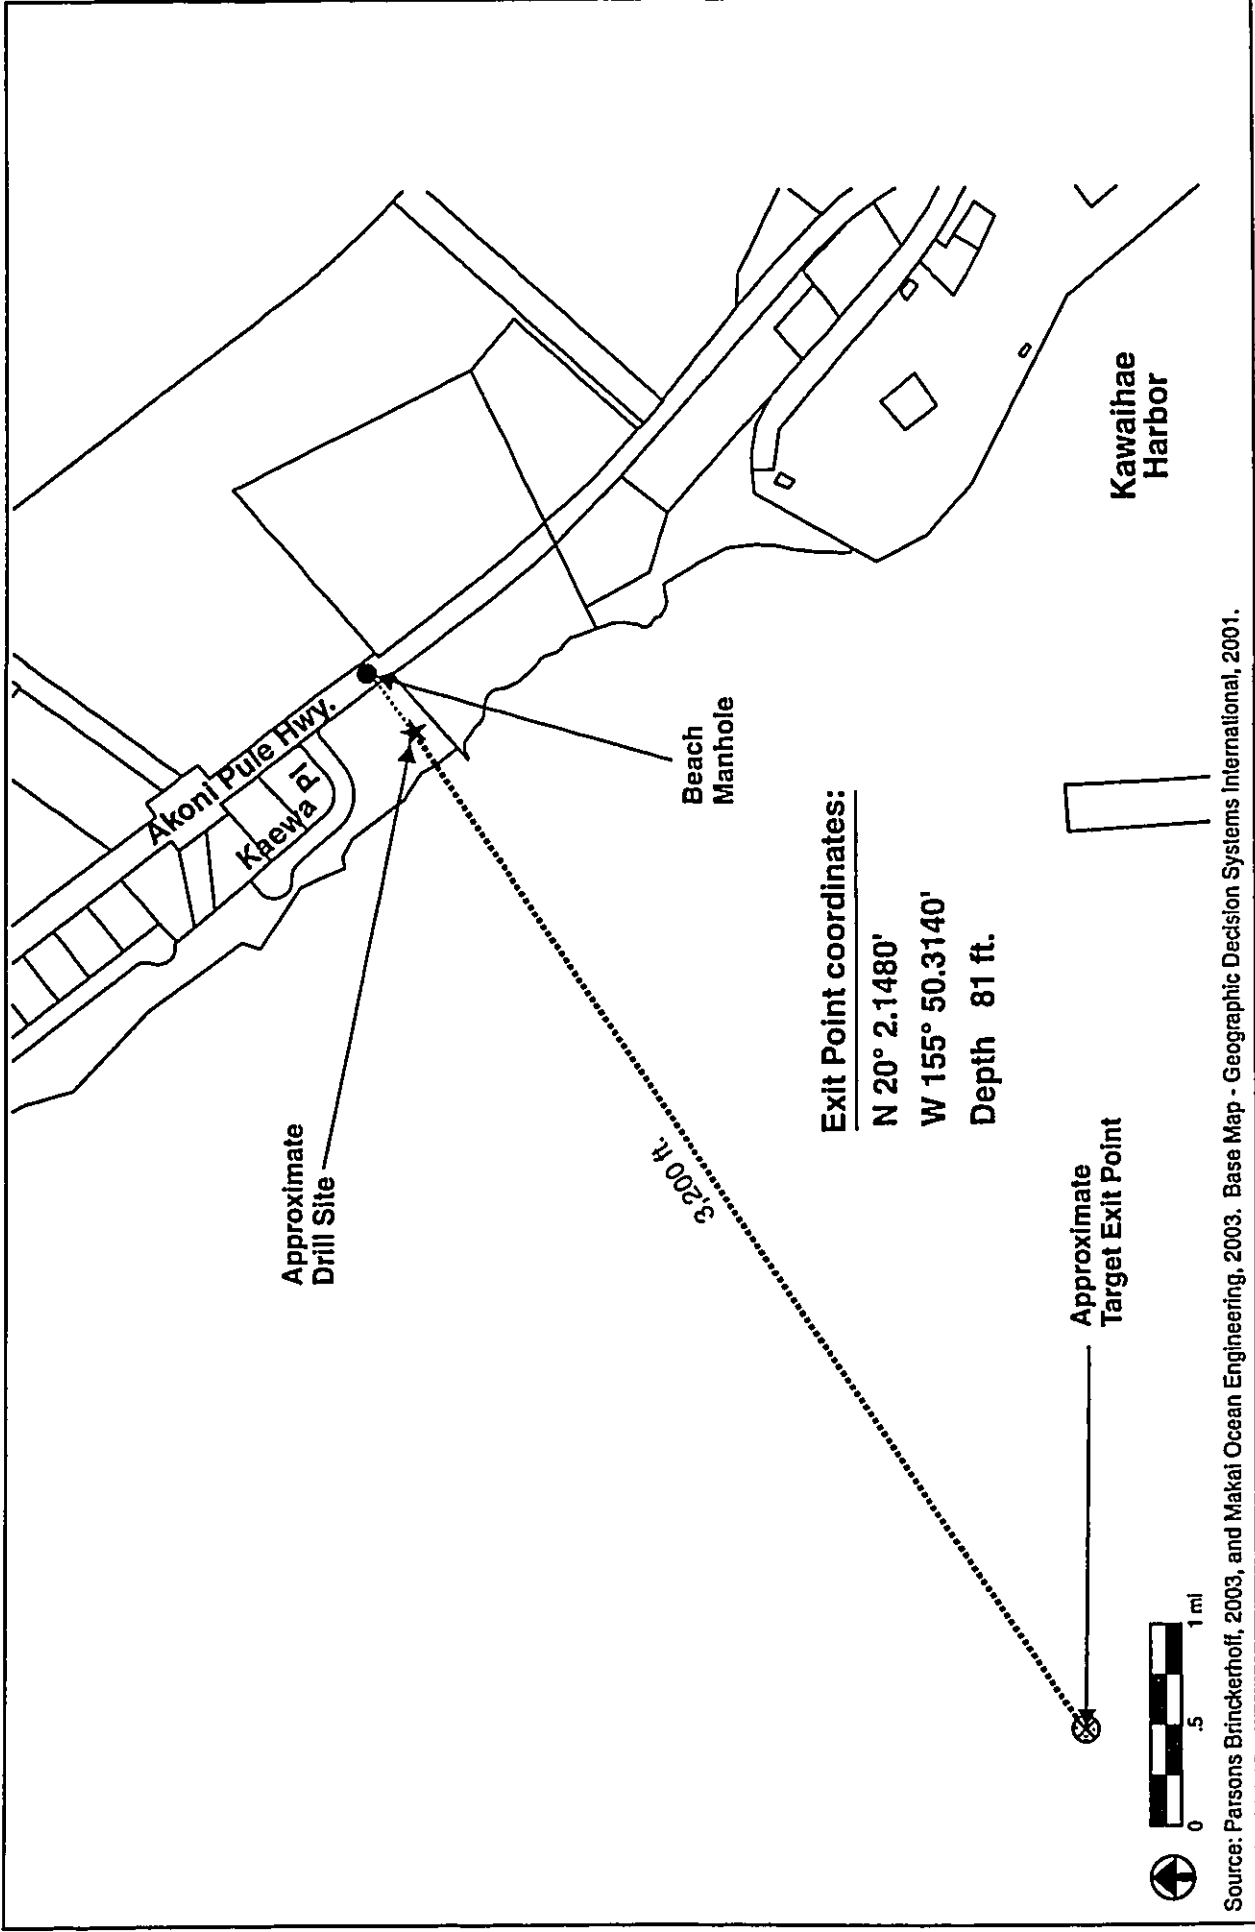 Akoni Pule Hwy.
Kaewa Pl
Approximate
Drill Site
Beach
Manhole
3,200 ft.
Exit Point coordinates:
N 20° 2.1480'
W 155° 50.3140'
Depth 81 ft.
Kawaihae
Harbor
Approximate
Target Exit Point
0 .5 1 mi
Source: Parsons Brinckerhoff, 2003, and Makai Ocean Engineering, 2003. Base Map - Geographic Decision Systems International, 2001.